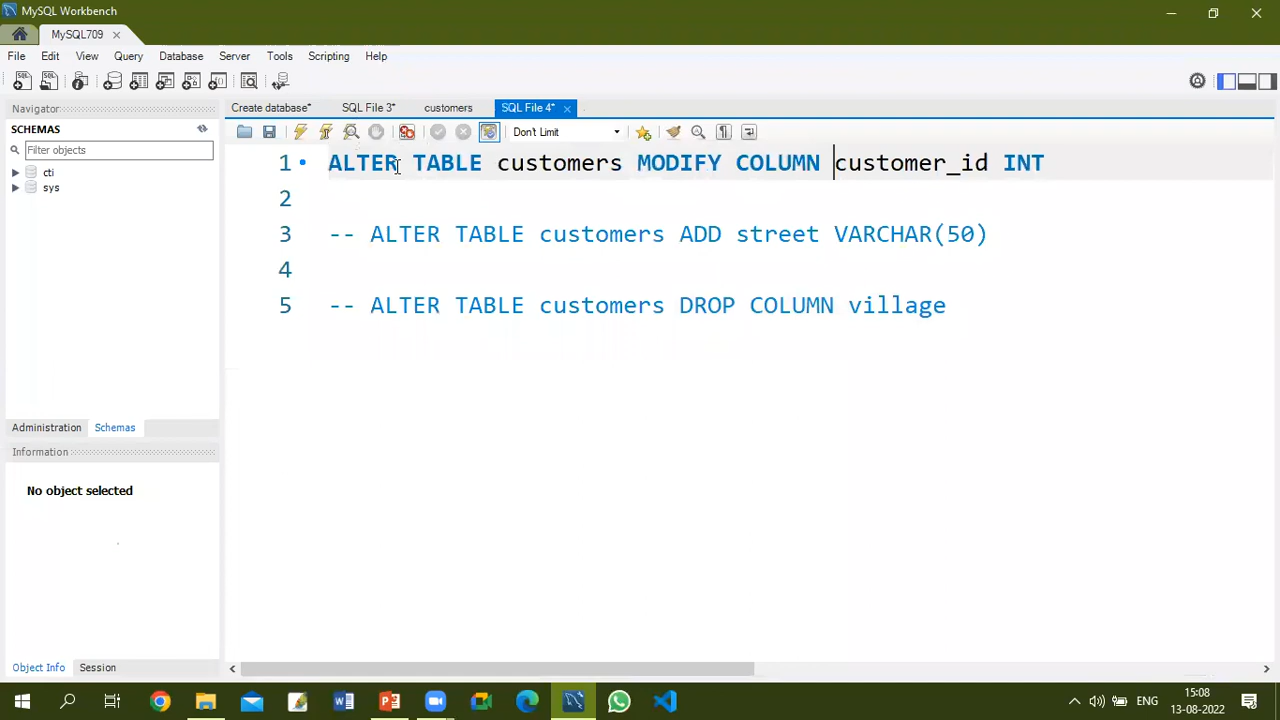 MySQL Workbench
MySQL709
File Edit View Query Database Server Tools Scripting Help
Navigator
SCHEMAS
Filter objects
cti
sys
Administration Schemas
Information
No object selected
Object Info Session
Create database* SQL File 3* customers SQL File 4*
Don't Limit
1 ALTER TABLE customers MODIFY COLUMN customer_id INT
2
3 -- ALTER TABLE customers ADD street VARCHAR(50)
4
5 -- ALTER TABLE customers DROP COLUMN village
ENG
15:08
13-08-2022